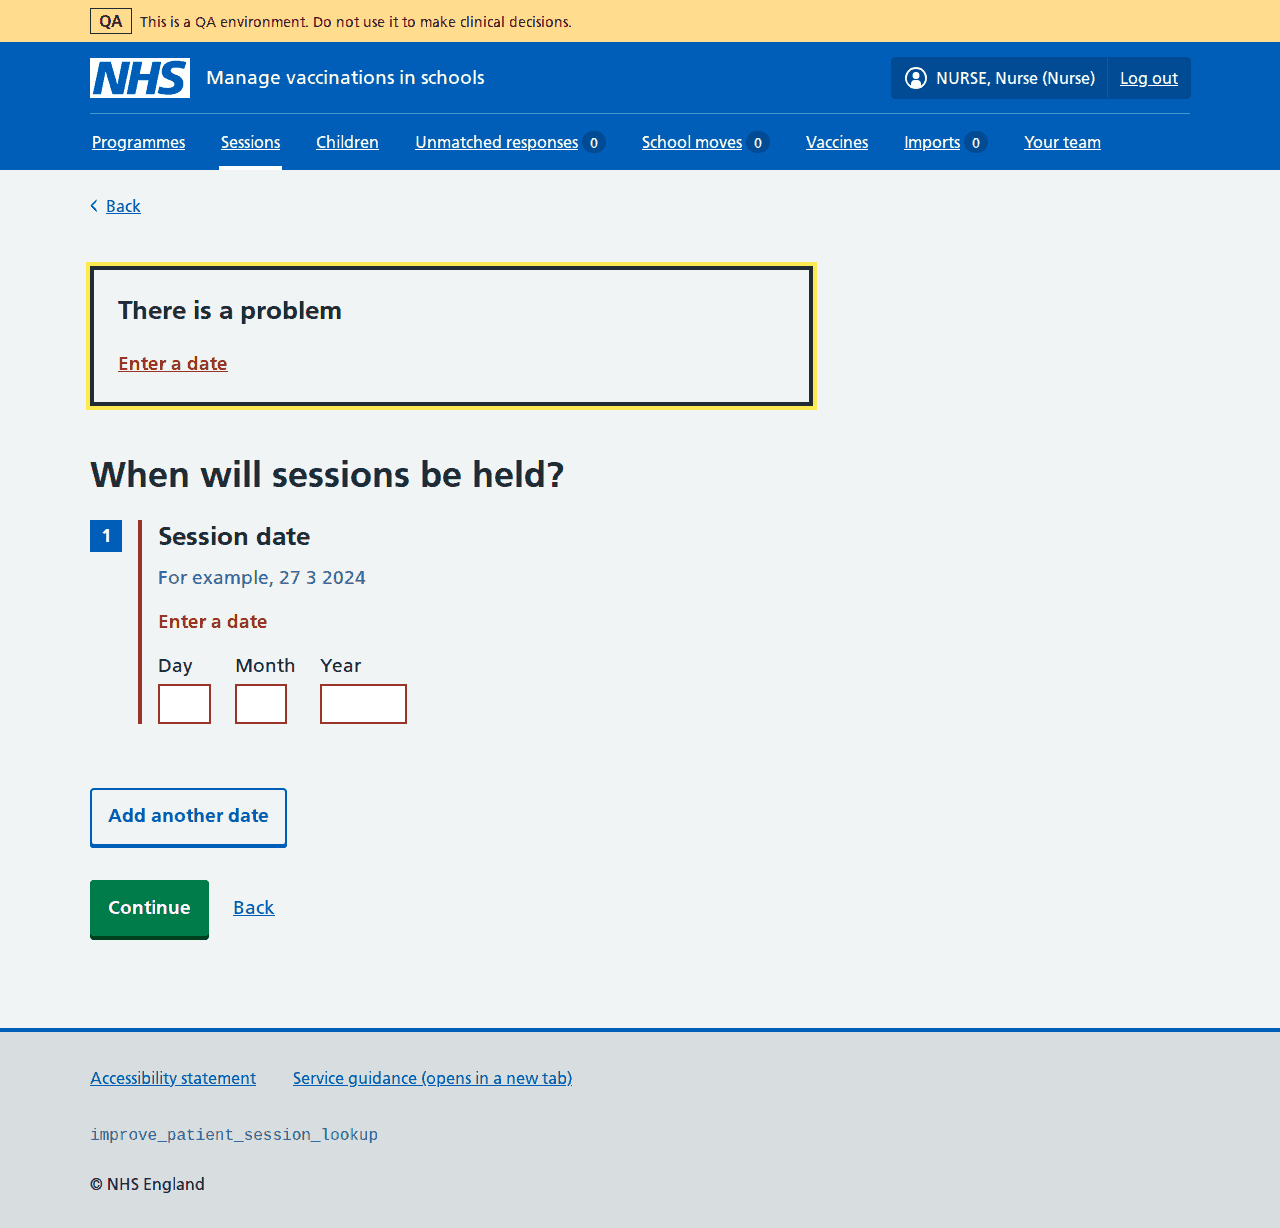 QA This is a QA environment. Do not use it to make clinical decisions.
NHS Manage vaccinations in schools NURSE, Nurse (Nurse) Log out
Programmes Sessions Children Unmatched responses 0 School moves 0 Vaccines Imports 0 Your team
Back
There is a problem
Enter a date
When will sessions be held?
1 Session date
For example, 27 3 2024
Enter a date
Day Month Year
Add another date
Continue Back
Accessibility statement Service guidance (opens in a new tab)
improve_patient_session_lookup
© NHS England